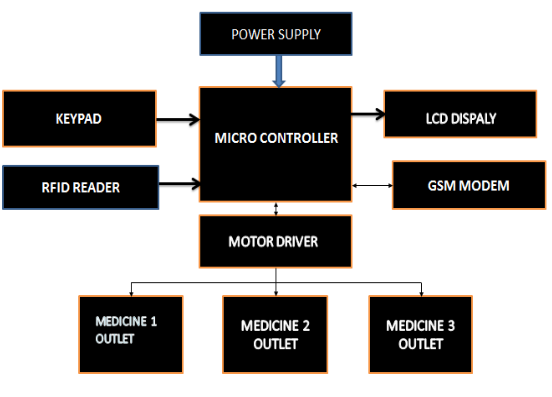 POWER SUPPLY
KEYPAD
MICRO CONTROLLER
LCD DISPALY
RFID READER
GSM MODEM
MOTOR DRIVER
MEDICINE 1
OUTLET
MEDICINE 2
OUTLET
MEDICINE 3
OUTLET